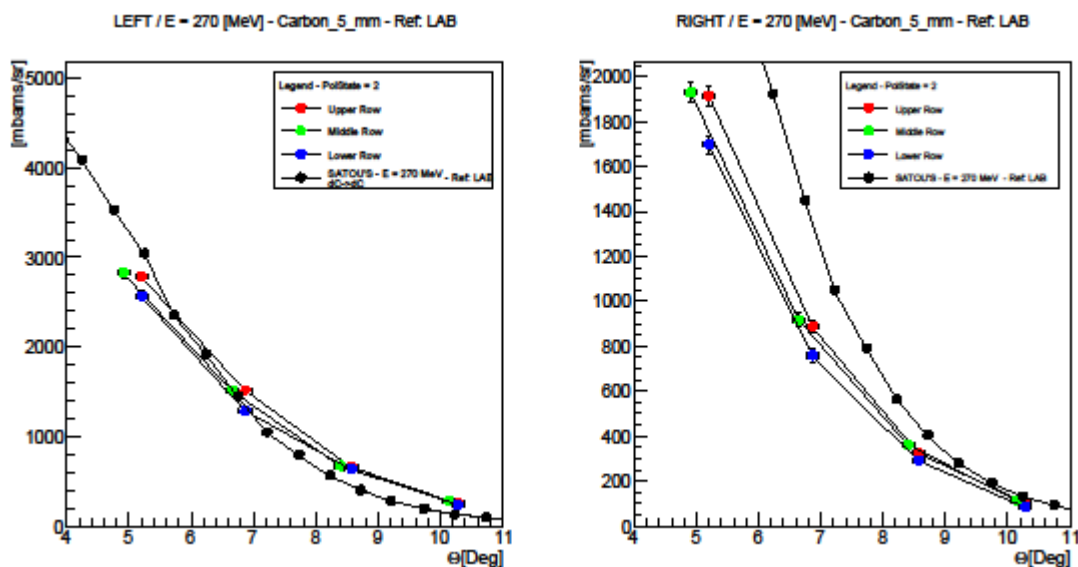 LEFT / E = 270 [MeV] - Carbon_5_mm - Ref: LAB
[mbarns/sr]
5000
4000
3000
2000
1000
0
Legend - PolState = 2
Upper Row
Middle Row
Lower Row
SATOU'S - E = 270 MeV - Ref: LAB
dC->dC
4 5 6 7 8 9 10 11
Θ[Deg]
RIGHT / E = 270 [MeV] - Carbon_5_mm - Ref: LAB
[mbarns/sr]
2000
1800
1600
1400
1200
1000
800
600
400
200
0
Legend - PolState = 2
Upper Row
Middle Row
Lower Row
SATOU'S - E = 270 MeV - Ref: LAB
4 5 6 7 8 9 10 11
Θ[Deg]